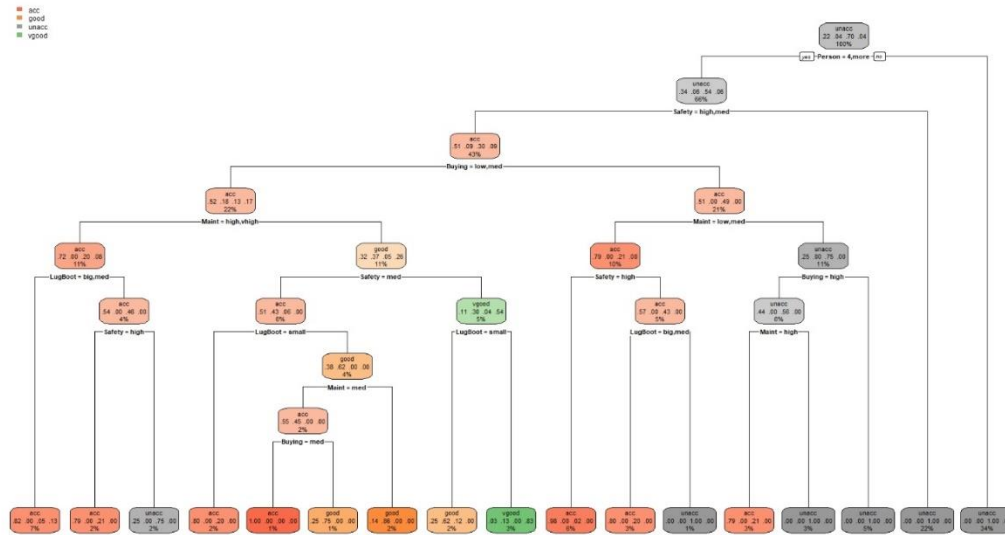 acc
good
unacc
vgood
unacc
.22 .04 .70 .04
100%
yes Person = 4,more no
unacc
.34 .06 .54 .06
66%
Safety = high,med
acc
.51 .09 .30 .09
43%
Buying = low,med
acc
.52 .18 .13 .17
22%
acc
.51 .00 .49 .00
21%
Maint = high,vhigh
Maint = low,med
acc
.72 .00 .20 .08
11%
good
.32 .37 .05 .26
11%
acc
.79 .00 .21 .00
10%
unacc
.25 .00 .75 .00
11%
LugBoot = big,med
Safety = med
Safety = high
Buying = high
acc
.54 .00 .46 .00
4%
acc
.51 .43 .06 .00
6%
vgood
.11 .30 .04 .54
5%
acc
.57 .00 .43 .00
5%
unacc
.44 .00 .56 .00
6%
Safety = high
LugBoot = small
LugBoot = small
LugBoot = big,med
Maint = high
good
.38 .62 .00 .00
4%
Maint = med
acc
.55 .45 .00 .00
2%
Buying = med
acc
.82 .00 .05 .13
7%
acc
.79 .00 .21 .00
2%
unacc
.25 .00 .75 .00
2%
acc
.80 .00 .20 .00
2%
acc
1.00 .00 .00 .00
1%
good
.25 .75 .00 .00
1%
good
.14 .86 .00 .00
2%
good
.25 .62 .12 .00
2%
vgood
.03 .13 .00 .83
3%
acc
.98 .00 .02 .00
acc
.80 .00 .20 .00
3%
unacc
.00 .00 1.00 .00
1%
acc
.79 .00 .21 .00
3%
unacc
.00 .00 1.00 .00
3%
unacc
.00 .00 1.00 .00
5%
unacc
.00 .00 1.00 .00
22%
unacc
.00 .00 1.00 .00
34%